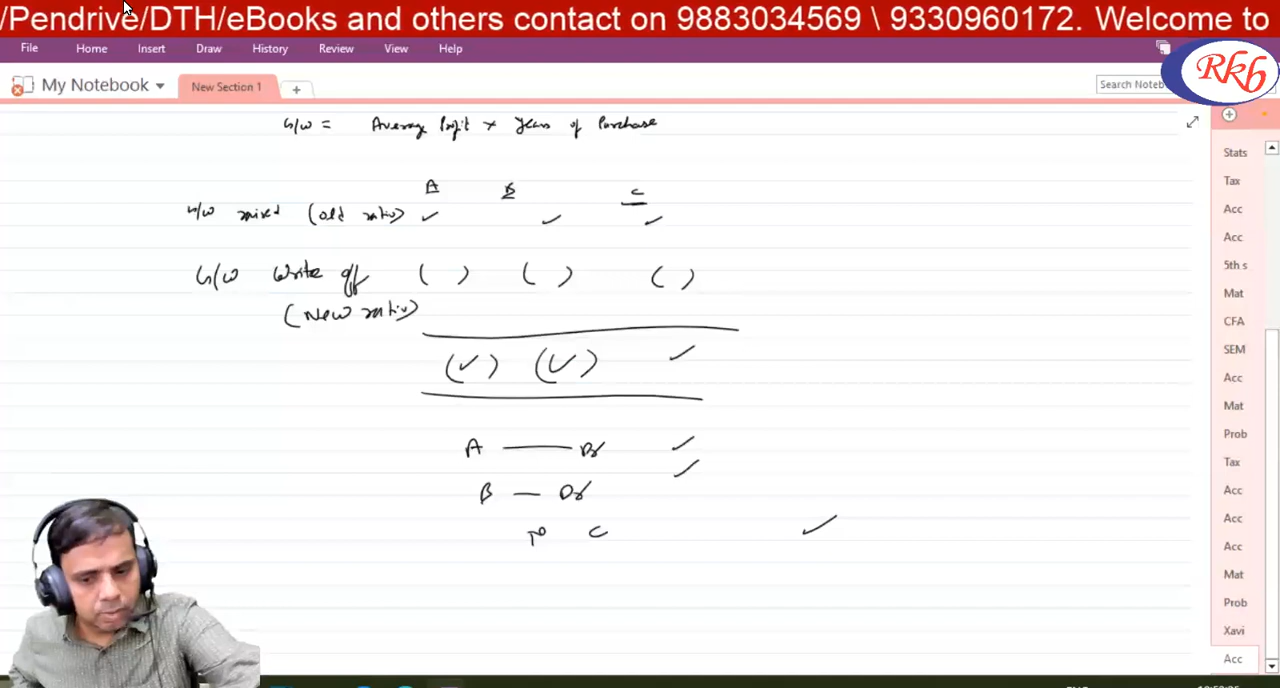 /Pendrive/DTH/eBooks and others contact on 9883034569 \ 9330960172. Welcome to
File Home Insert Draw History Review View Help
Rkb
My Notebook New Section 1 + Search Noteb
G/W = Average Profit × Years of Purchase
A B C
G/W raised (old ratio) ✓ ✓ ✓
G/W Write off ( ) ( ) ( )
(New ratio)
(✓) (✓) ✓
A — Dr ✓
B — Dr ✓
To C ✓
Stats
Tax
Acc
Acc
5th s
Mat
CFA
SEM
Acc
Mat
Prob
Tax
Acc
Acc
Acc
Mat
Prob
Xavi
Acc